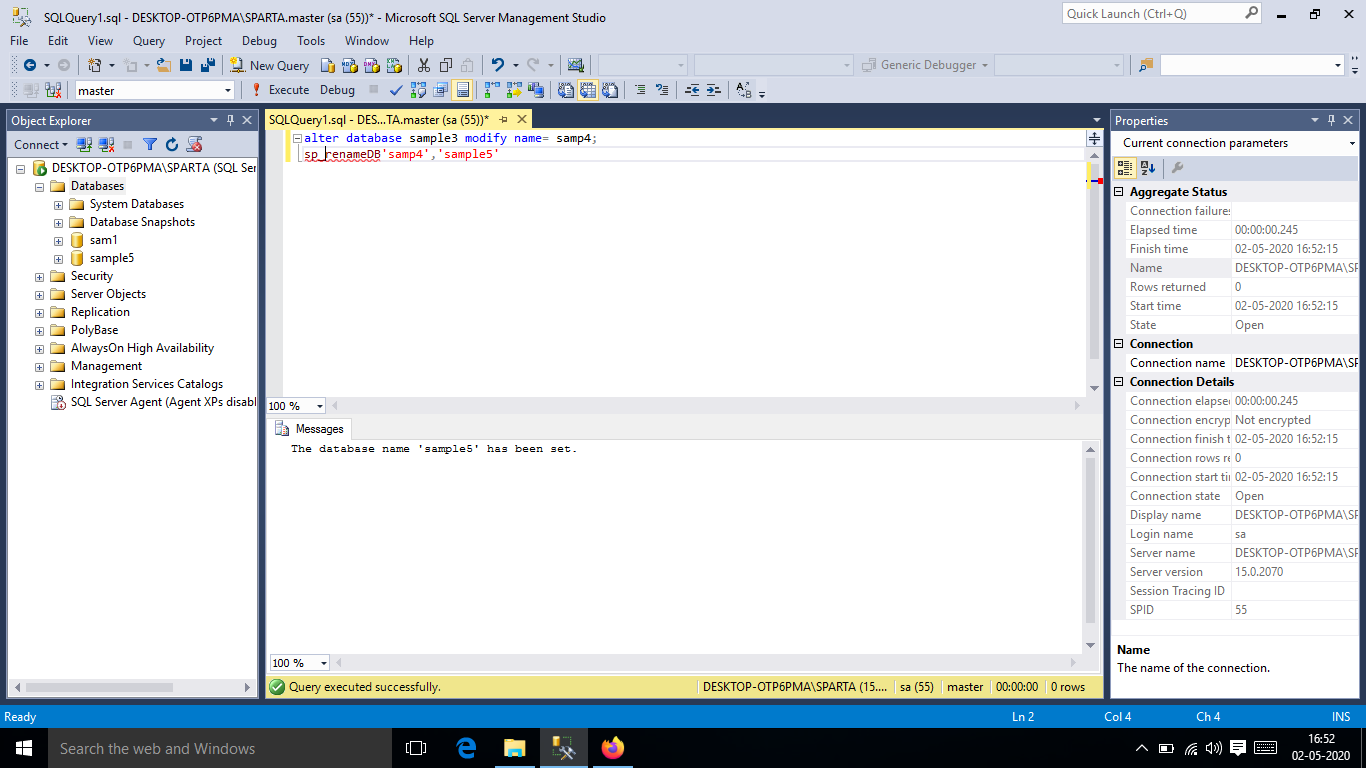 SQLQuery1.sql - DESKTOP-OTP6PMA\SPARTA.master (sa (55))* - Microsoft SQL Server Management Studio
Quick Launch (Ctrl+Q)
File Edit View Query Project Debug Tools Window Help
New Query
Generic Debugger
master
Execute Debug
Object Explorer
Connect
DESKTOP-OTP6PMA\SPARTA (SQL Ser
Databases
System Databases
Database Snapshots
sam1
sample5
Security
Server Objects
Replication
PolyBase
AlwaysOn High Availability
Management
Integration Services Catalogs
SQL Server Agent (Agent XPs disabl
SQLQuery1.sql - DES...TA.master (sa (55))*
alter database sample3 modify name= samp4;
sp_renameDB'samp4','sample5'
100 %
Messages
The database name 'sample5' has been set.
100 %
Query executed successfully.
DESKTOP-OTP6PMA\SPARTA (15....
sa (55)
master
00:00:00
0 rows
Properties
Current connection parameters
Aggregate Status
Connection failures
Elapsed time 00:00:00.245
Finish time 02-05-2020 16:52:15
Name DESKTOP-OTP6PMA\SP
Rows returned 0
Start time 02-05-2020 16:52:15
State Open
Connection
Connection name DESKTOP-OTP6PMA\SP
Connection Details
Connection elapse 00:00:00.245
Connection encryp Not encrypted
Connection finish t 02-05-2020 16:52:15
Connection rows re 0
Connection start ti 02-05-2020 16:52:15
Connection state Open
Display name DESKTOP-OTP6PMA\SP
Login name sa
Server name DESKTOP-OTP6PMA\SP
Server version 15.0.2070
Session Tracing ID
SPID 55
Name
The name of the connection.
Ready
Ln 2
Col 4
Ch 4
INS
Search the web and Windows
16:52
02-05-2020